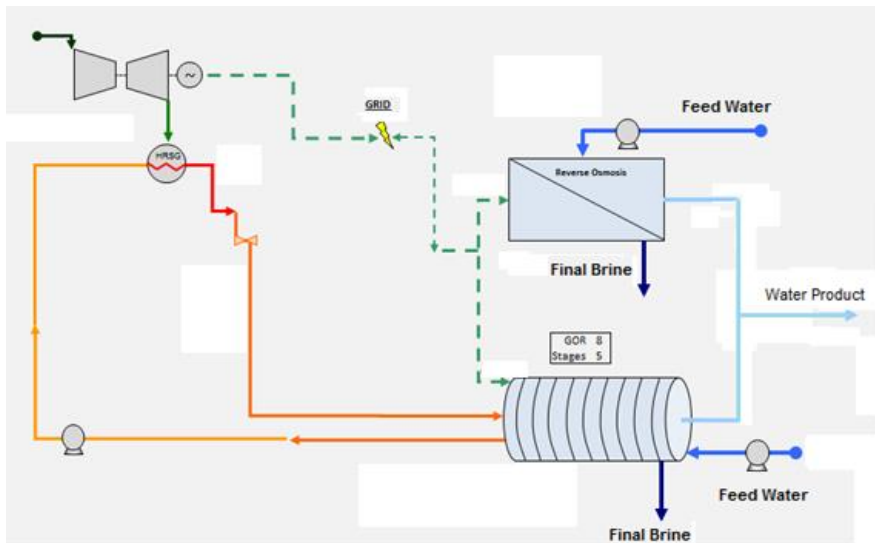 GRID
Feed Water
HRSG
Reverse Osmosis
Final Brine
Water Product
GOR 8
Stages 5
Feed Water
Final Brine